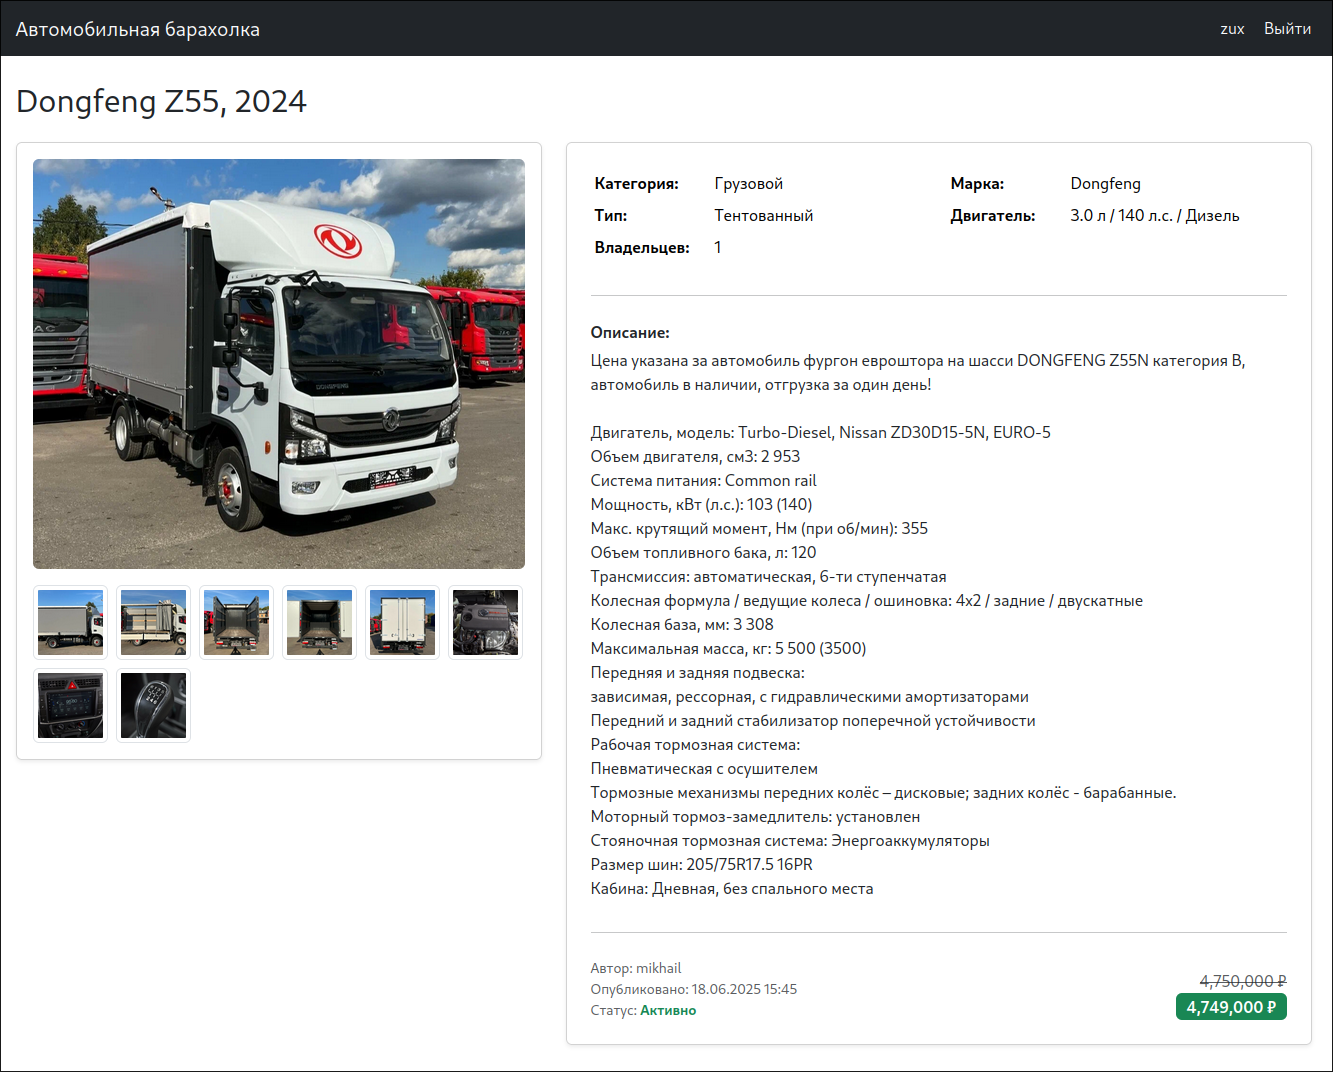 Автомобильная барахолка
zux Выйти
Dongfeng Z55, 2024
DONGFENG
Категория: Грузовой Марка: Dongfeng
Тип: Тентованный Двигатель: 3.0 л / 140 л.с. / Дизель
Владельцев: 1
Описание:
Цена указана за автомобиль фургон евроштора на шасси DONGFENG Z55N категория В,
автомобиль в наличии, отгрузка за один день!
Двигатель, модель: Turbo-Diesel, Nissan ZD30D15-5N, EURO-5
Объем двигателя, см3: 2 953
Система питания: Common rail
Мощность, кВт (л.с.): 103 (140)
Макс. крутящий момент, Нм (при об/мин): 355
Объем топливного бака, л: 120
Трансмиссия: автоматическая, 6-ти ступенчатая
Колесная формула / ведущие колеса / ошиновка: 4x2 / задние / двускатные
Колесная база, мм: 3 308
Максимальная масса, кг: 5 500 (3500)
Передняя и задняя подвеска:
зависимая, рессорная, с гидравлическими амортизаторами
Передний и задний стабилизатор поперечной устойчивости
Рабочая тормозная система:
Пневматическая с осушителем
Тормозные механизмы передних колёс – дисковые; задних колёс - барабанные.
Моторный тормоз-замедлитель: установлен
Стояночная тормозная система: Энергоаккумуляторы
Размер шин: 205/75R17.5 16PR
Кабина: Дневная, без спального места
Автор: mikhail
Опубликовано: 18.06.2025 15:45
Статус: Активно
4,750,000 ₽
4,749,000 ₽